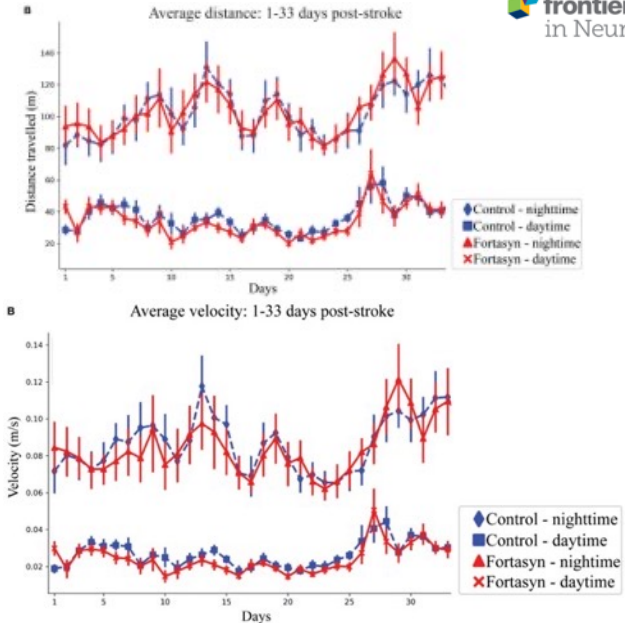 B
Average distance: 1-33 days post-stroke
frontier
in Neur
Distance travelled (m)
140
120
100
80
60
40
20
1
5
10
15
20
25
30
Days
Control - nighttime
Control - daytime
Fortasyn - nighttime
Fortasyn - daytime
B
Average velocity: 1-33 days post-stroke
Velocity (m/s)
0.14
0.12
0.10
0.08
0.06
0.04
0.02
1
5
10
15
20
25
30
Days
Control - nighttime
Control - daytime
Fortasyn - nightime
Fortasyn - daytime